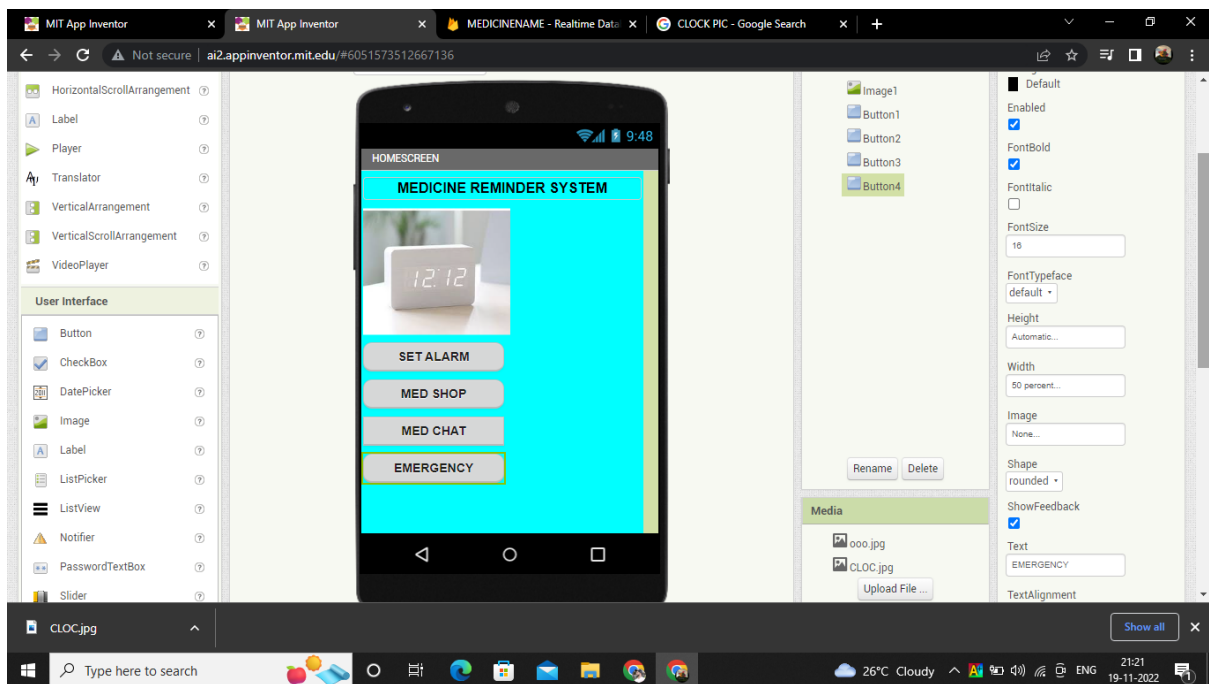 MIT App Inventor
MIT App Inventor
MEDICINENAME - Realtime Data
CLOCK PIC - Google Search
Not secure ai2.appinventor.mit.edu/#6051573512667136
HorizontalScrollArrangement
Label
Player
Translator
VerticalArrangement
VerticalScrollArrangement
VideoPlayer
User Interface
Button
CheckBox
DatePicker
Image
Label
ListPicker
ListView
Notifier
PasswordTextBox
Slider
9:48
HOMESCREEN
MEDICINE REMINDER SYSTEM
12:12
SET ALARM
MED SHOP
MED CHAT
EMERGENCY
Image1
Button1
Button2
Button3
Button4
Rename Delete
Media
ooo.jpg
CLOC.jpg
Upload File ...
Default
Enabled
FontBold
FontItalic
FontSize
16
FontTypeface
default
Height
Automatic...
Width
50 percent...
Image
None...
Shape
rounded
ShowFeedback
Text
EMERGENCY
TextAlignment
CLOC.jpg
Show all
Type here to search
26°C Cloudy
ENG
21:21
19-11-2022